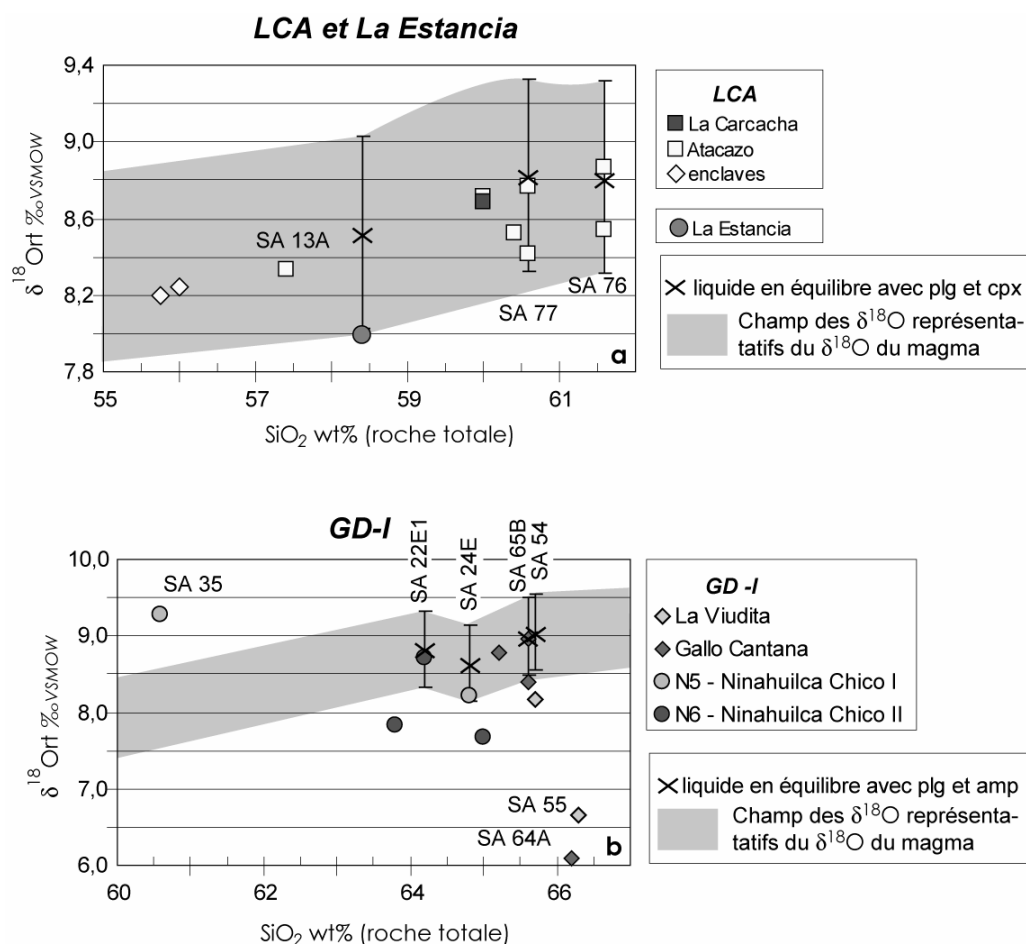 LCA et La Estancia
9,4
9,0
8,6
8,2
7,8
δ18Ort ‰VSMOW
SA 13A
SA 77
SA 76
a
55
57
59
61
SiO2 wt% (roche totale)
LCA
La Carcacha
Atacazo
enclaves
La Estancia
liquide en équilibre avec plg et cpx
Champ des δ18O représenta-
tatifs du δ18O du magma
GD-I
10,0
9,0
8,0
7,0
6,0
δ18Ort ‰VSMOW
SA 35
SA 22E1
SA 24E
SA 65B
SA 54
SA 55
SA 64A
b
60
62
64
66
SiO2 wt% (roche totale)
GD -I
La Viudita
Gallo Cantana
N5 - Ninahuilca Chico I
N6 - Ninahuilca Chico II
liquide en équilibre avec plg et amp
Champ des δ18O représenta-
tatifs du δ18O du magma